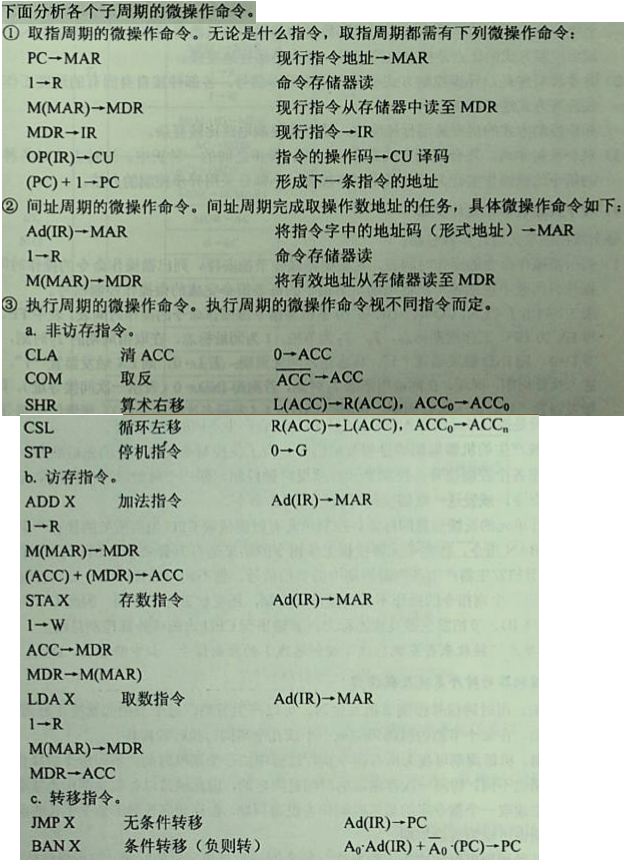 下面分析各个子周期的微操作命令。
① 取指周期的微操作命令。无论是什么指令，取指周期都需有下列微操作命令：
PC→MAR 现行指令地址→MAR
1→R 命令存储器读
M(MAR)→MDR 现行指令从存储器中读至 MDR
MDR→IR 现行指令→IR
OP(IR)→CU 指令的操作码→CU 译码
(PC) + 1→PC 形成下一条指令的地址
② 间址周期的微操作命令。间址周期完成取操作数地址的任务，具体微操作命令如下：
Ad(IR)→MAR 将指令字中的地址码（形式地址）→MAR
1→R 命令存储器读
M(MAR)→MDR 将有效地址从存储器读至 MDR
③ 执行周期的微操作命令。执行周期的微操作命令视不同指令而定。
a. 非访存指令。
CLA 清 ACC 0→ACC
COM 取反 A̅C̅C̅→ACC
SHR 算术右移 L(ACC)→R(ACC)，ACC₀→ACC₀
CSL 循环左移 R(ACC)→L(ACC)，ACC₀→ACCₙ
STP 停机指令 0→G
b. 访存指令。
ADD X 加法指令 Ad(IR)→MAR
1→R
M(MAR)→MDR
(ACC) + (MDR)→ACC
STA X 存数指令 Ad(IR)→MAR
1→W
ACC→MDR
MDR→M(MAR)
LDA X 取数指令 Ad(IR)→MAR
1→R
M(MAR)→MDR
MDR→ACC
c. 转移指令。
JMP X 无条件转移 Ad(IR)→PC
BAN X 条件转移（负则转） A₀·Ad(IR) + A̅₀·(PC)→PC